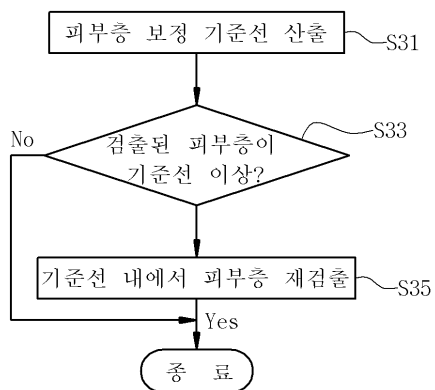 피부층 보정 기준선 산출
S31
No
검출된 피부층이
기준선 이상?
S33
기준선 내에서 피부층 재검출
S35
Yes
종 료